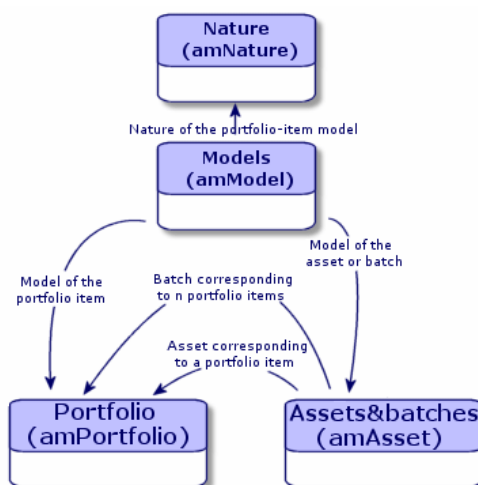 Nature
(amNature)
Nature of the portfolio-item model
Models
(amModel)
Model of the
asset or batch
Model of the
portfolio item
Batch corresponding
to n portfolio items
Asset corresponding
to a portfolio item
Portfolio
(amPortfolio)
Assets&batches
(amAsset)